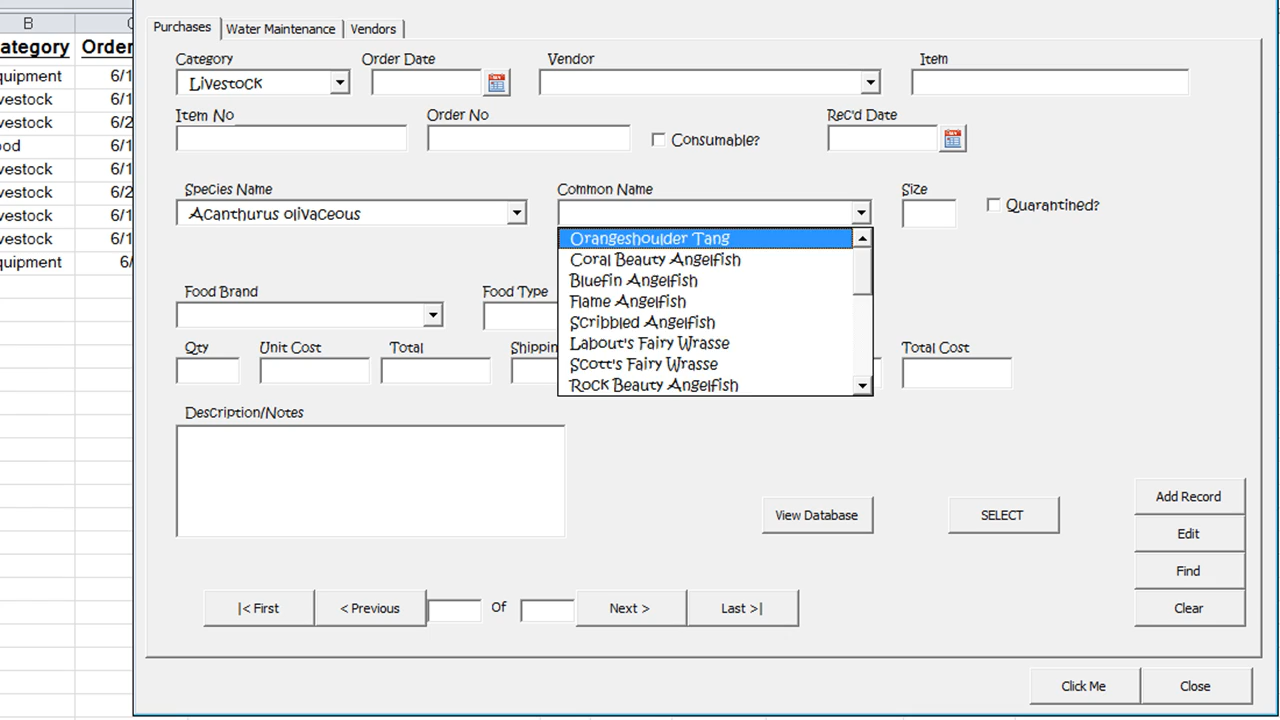 B
Purchases Water Maintenance Vendors
Category Order Date Vendor Item
Livestock
Item No Order No Consumable? Rec'd Date
Species Name Common Name Size Quarantined?
Acanthurus olivaceous
Orangeshoulder Tang
Coral Beauty Angelfish
Bluefin Angelfish
Flame Angelfish
Scribbled Angelfish
Labout's Fairy Wrasse
Scott's Fairy Wrasse
Rock Beauty Angelfish
Food Brand Food Type
Qty Unit Cost Total Shippin Total Cost
Description/Notes
View Database SELECT
Add Record
Edit
Find
Clear
|< First < Previous Of Next > Last >|
Click Me Close
ategory Order
quipment 6/1
vestock 6/1
vestock 6/2
ood 6/1
vestock 6/1
vestock 6/2
vestock 6/1
vestock 6/1
quipment 6/